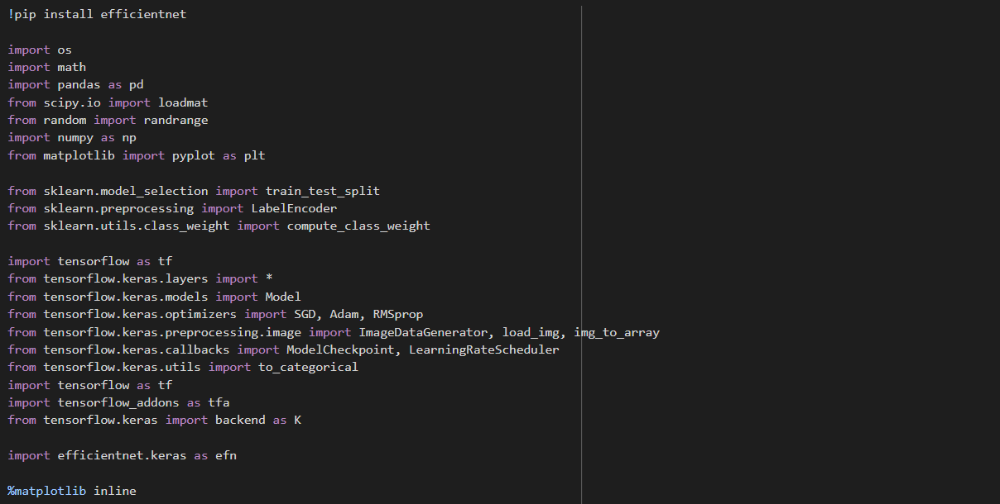 !pip install efficientnet
import os
import math
import pandas as pd
from scipy.io import loadmat
from random import randrange
import numpy as np
from matplotlib import pyplot as plt
from sklearn.model_selection import train_test_split
from sklearn.preprocessing import LabelEncoder
from sklearn.utils.class_weight import compute_class_weight
import tensorflow as tf
from tensorflow.keras.layers import *
from tensorflow.keras.models import Model
from tensorflow.keras.optimizers import SGD, Adam, RMSprop
from tensorflow.keras.preprocessing.image import ImageDataGenerator, load_img, img_to_array
from tensorflow.keras.callbacks import ModelCheckpoint, LearningRateScheduler
from tensorflow.keras.utils import to_categorical
import tensorflow as tf
import tensorflow_addons as tfa
from tensorflow.keras import backend as K
import efficientnet.keras as efn
%matplotlib inline